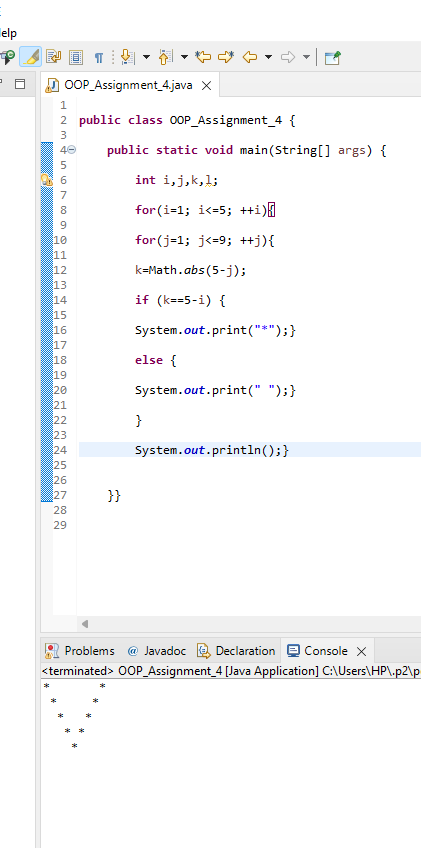 elp
OOP_Assignment_4.java
1
2 public class OOP_Assignment_4 {
3
4 public static void main(String[] args) {
5
6 int i,j,k,l;
7
8 for(i=1; i<=5; ++i){
9
10 for(j=1; j<=9; ++j){
11
12 k=Math.abs(5-j);
13
14 if (k==5-i) {
15
16 System.out.print("*");}
17
18 else {
19
20 System.out.print(" ");}
21
22 }
23
24 System.out.println();}
25
26
27 }}
28
29
Problems @ Javadoc Declaration Console
<terminated> OOP_Assignment_4 [Java Application] C:\Users\HP\.p2\p
*       *
 *     *
  *   *
   * *
    *